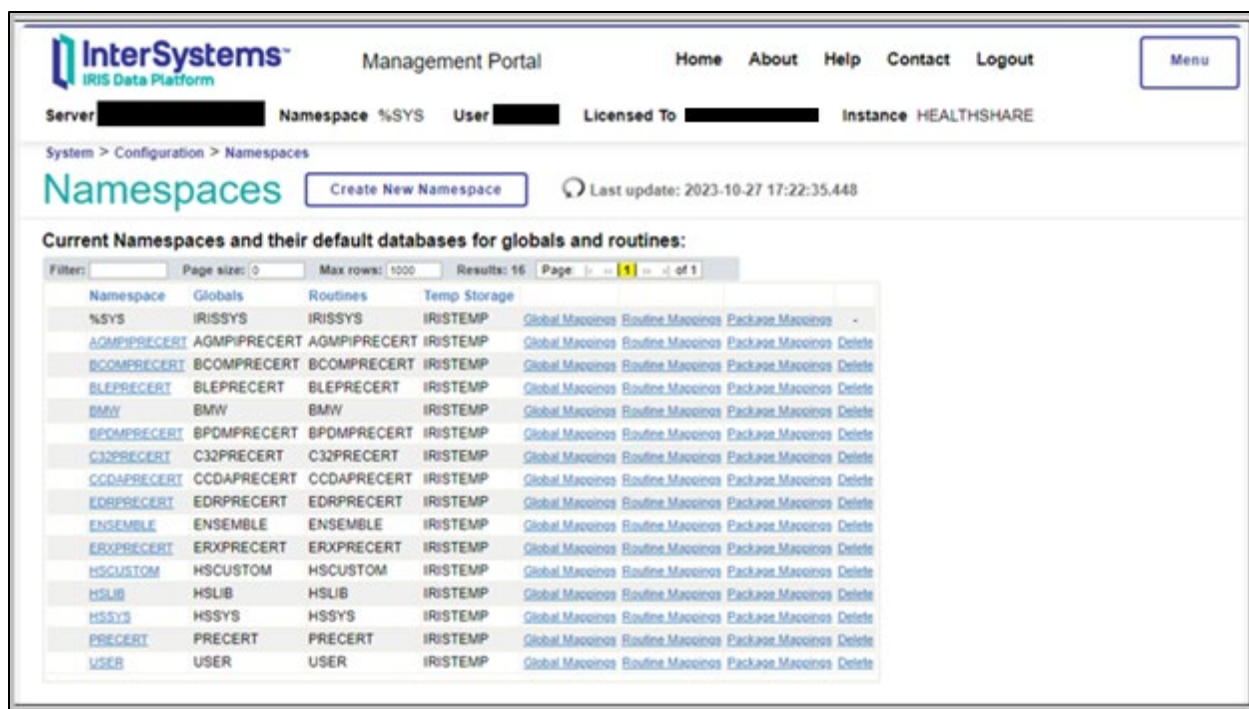 InterSystems™
IRIS Data Platform
Management Portal
Home About Help Contact Logout
Menu
Server Namespace %SYS User Licensed To Instance HEALTHSHARE
System > Configuration > Namespaces
Namespaces Create New Namespace Last update: 2023-10-27 17:22:35.448
Current Namespaces and their default databases for globals and routines:
Filter: Page size: 0 Max rows: 1000 Results: 16 Page: |« «« 1 »» »| of 1
Namespace Globals Routines Temp Storage
%SYS IRISSYS IRISSYS IRISTEMP Global Mappings Routine Mappings Package Mappings -
AGMPIPRECERT AGMPIPRECERT AGMPIPRECERT IRISTEMP Global Mappings Routine Mappings Package Mappings Delete
BCOMPRECERT BCOMPRECERT BCOMPRECERT IRISTEMP Global Mappings Routine Mappings Package Mappings Delete
BLEPRECERT BLEPRECERT BLEPRECERT IRISTEMP Global Mappings Routine Mappings Package Mappings Delete
BMW BMW BMW IRISTEMP Global Mappings Routine Mappings Package Mappings Delete
BPDMPRECERT BPDMPRECERT BPDMPRECERT IRISTEMP Global Mappings Routine Mappings Package Mappings Delete
C32PRECERT C32PRECERT C32PRECERT IRISTEMP Global Mappings Routine Mappings Package Mappings Delete
CCDAPRECERT CCDAPRECERT CCDAPRECERT IRISTEMP Global Mappings Routine Mappings Package Mappings Delete
EDRPRECERT EDRPRECERT EDRPRECERT IRISTEMP Global Mappings Routine Mappings Package Mappings Delete
ENSEMBLE ENSEMBLE ENSEMBLE IRISTEMP Global Mappings Routine Mappings Package Mappings Delete
ERXPRECERT ERXPRECERT ERXPRECERT IRISTEMP Global Mappings Routine Mappings Package Mappings Delete
HSCUSTOM HSCUSTOM HSCUSTOM IRISTEMP Global Mappings Routine Mappings Package Mappings Delete
HSLIB HSLIB HSLIB IRISTEMP Global Mappings Routine Mappings Package Mappings Delete
HSSYS HSSYS HSSYS IRISTEMP Global Mappings Routine Mappings Package Mappings Delete
PRECERT PRECERT PRECERT IRISTEMP Global Mappings Routine Mappings Package Mappings Delete
USER USER USER IRISTEMP Global Mappings Routine Mappings Package Mappings Delete